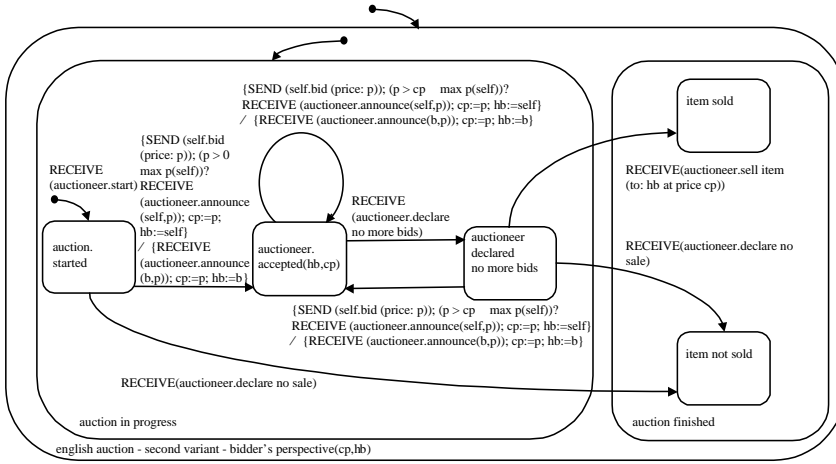 {SEND (self.bid (price: p)); (p > cp max p(self))?
RECEIVE (auctioneer.announce(self,p)); cp:=p; hb:=self}
/ {RECEIVE (auctioneer.announce(b,p)); cp:=p; hb:=b}
item sold
{SEND (self.bid
(price: p)); (p > 0
max p(self))?
RECEIVE
(auctioneer.announce
(self,p)); cp:=p;
hb:=self}
/ {RECEIVE
(auctioneer.announce
(b,p)); cp:=p; hb:=b}
RECEIVE
(auctioneer.start)
RECEIVE(auctioneer.sell item
(to: hb at price cp))
RECEIVE
(auctioneer.declare
no more bids)
auction.
started
auctioneer.
accepted(hb,cp)
auctioneer
declared
no more bids
RECEIVE(auctioneer.declare no
sale)
{SEND (self.bid (price: p)); (p > cp max p(self))?
RECEIVE (auctioneer.announce(self,p)); cp:=p; hb:=self}
/ {RECEIVE (auctioneer.announce(b,p)); cp:=p; hb:=b}
item not sold
RECEIVE(auctioneer.declare no sale)
auction in progress
auction finished
english auction - second variant - bidder's perspective(cp,hb)